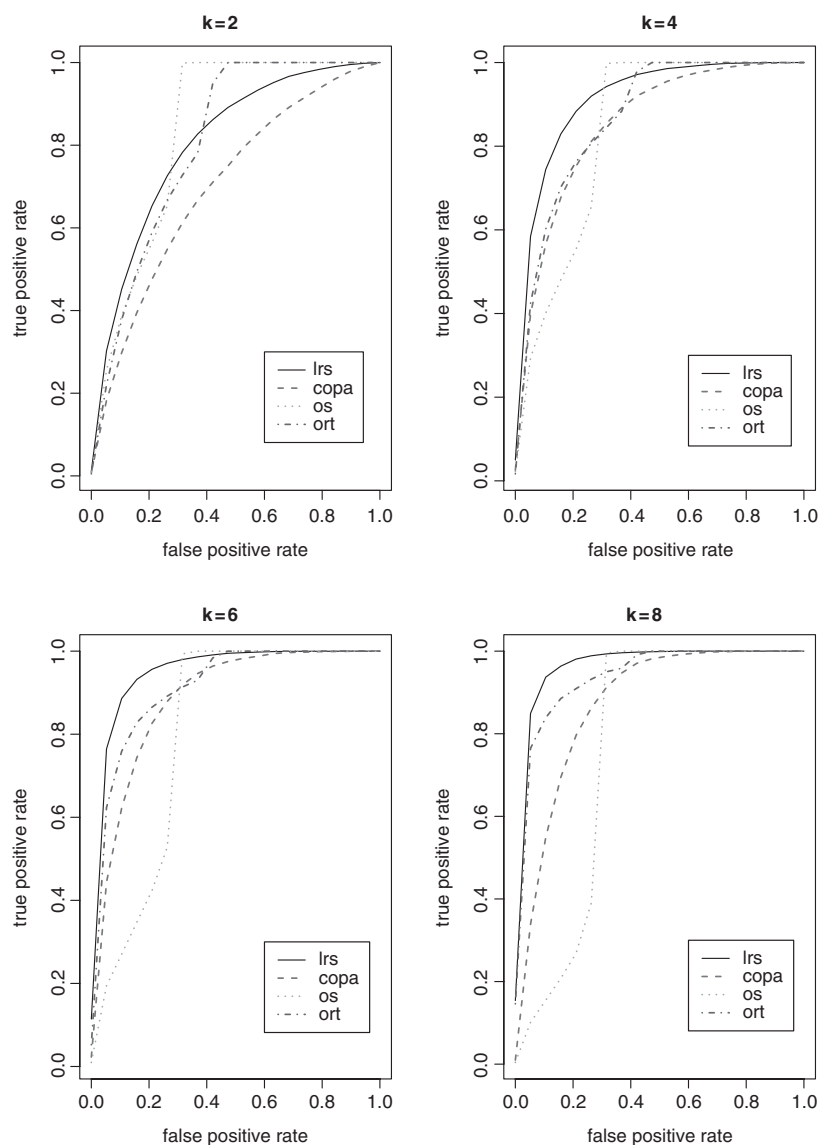 k=2
true positive rate
1.0
0.8
0.6
0.4
0.2
0.0
lrs
copa
os
ort
0.0 0.2 0.4 0.6 0.8 1.0
false positive rate
k=4
true positive rate
1.0
0.8
0.6
0.4
0.2
0.0
lrs
copa
os
ort
0.0 0.2 0.4 0.6 0.8 1.0
false positive rate
k=6
true positive rate
1.0
0.8
0.6
0.4
0.2
0.0
lrs
copa
os
ort
0.0 0.2 0.4 0.6 0.8 1.0
false positive rate
k=8
true positive rate
1.0
0.8
0.6
0.4
0.2
0.0
lrs
copa
os
ort
0.0 0.2 0.4 0.6 0.8 1.0
false positive rate